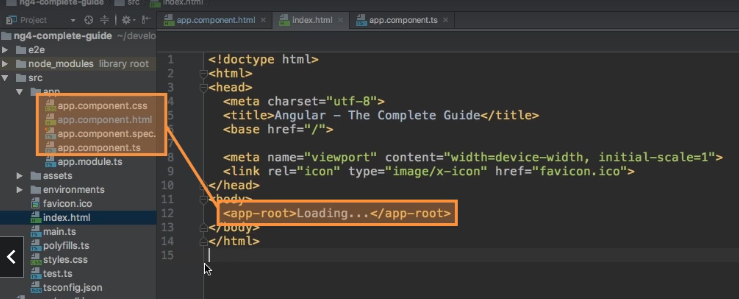 ng4-complete-guide
src
index.html
Project
app.component.html
index.html
app.component.ts
ng4-complete-guide ~/develo
e2e
node_modules library root
src
app
app.component.css
app.component.html
app.component.spec.
app.component.ts
app.module.ts
assets
environments
favicon.ico
index.html
main.ts
polyfills.ts
styles.css
test.ts
tsconfig.json
1 <!doctype html>
2 <html>
3 <head>
4 <meta charset="utf-8">
5 <title>Angular - The Complete Guide</title>
6 <base href="/">
7
8 <meta name="viewport" content="width=device-width, initial-scale=1">
9 <link rel="icon" type="image/x-icon" href="favicon.ico">
10 </head>
11 <body>
12 <app-root>Loading...</app-root>
13 </body>
14 </html>
15